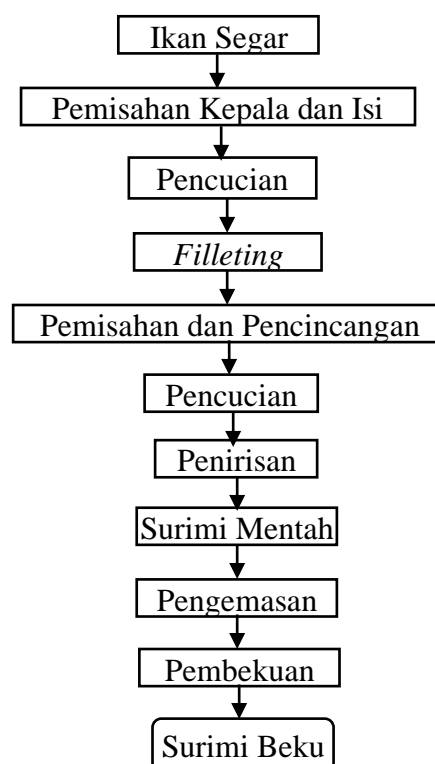 Ikan Segar
Pemisahan Kepala dan Isi
Pencucian
Filleting
Pemisahan dan Pencincangan
Pencucian
Penirisan
Surimi Mentah
Pengemasan
Pembekuan
Surimi Beku